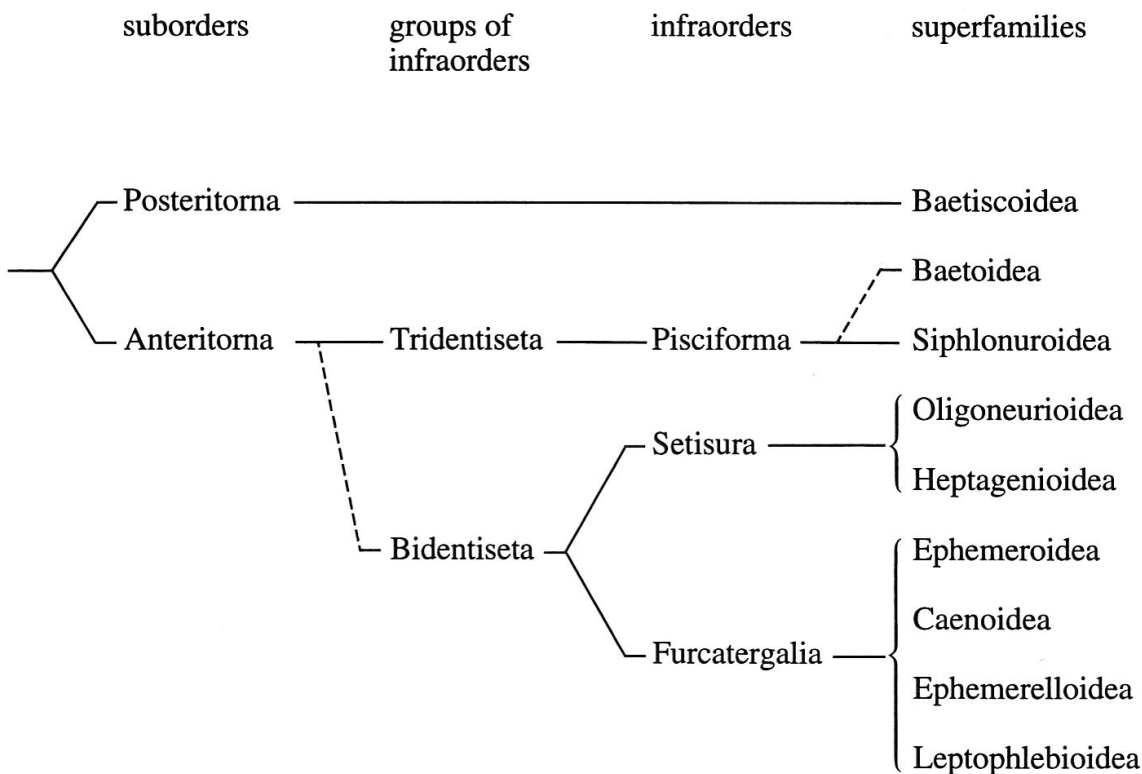 suborders
groups of
infraorders
infraorders
superfamilies
Posteritorna
Baetiscoidea
Baetoidea
Anteritorna
Tridentiseta
Pisciforma
Siphlonuroidea
Oligoneurioidea
Setisura
Heptagenioidea
Bidentiseta
Ephemeroidea
Caenoidea
Furcatergalia
Ephemerelloidea
Leptophlebioidea